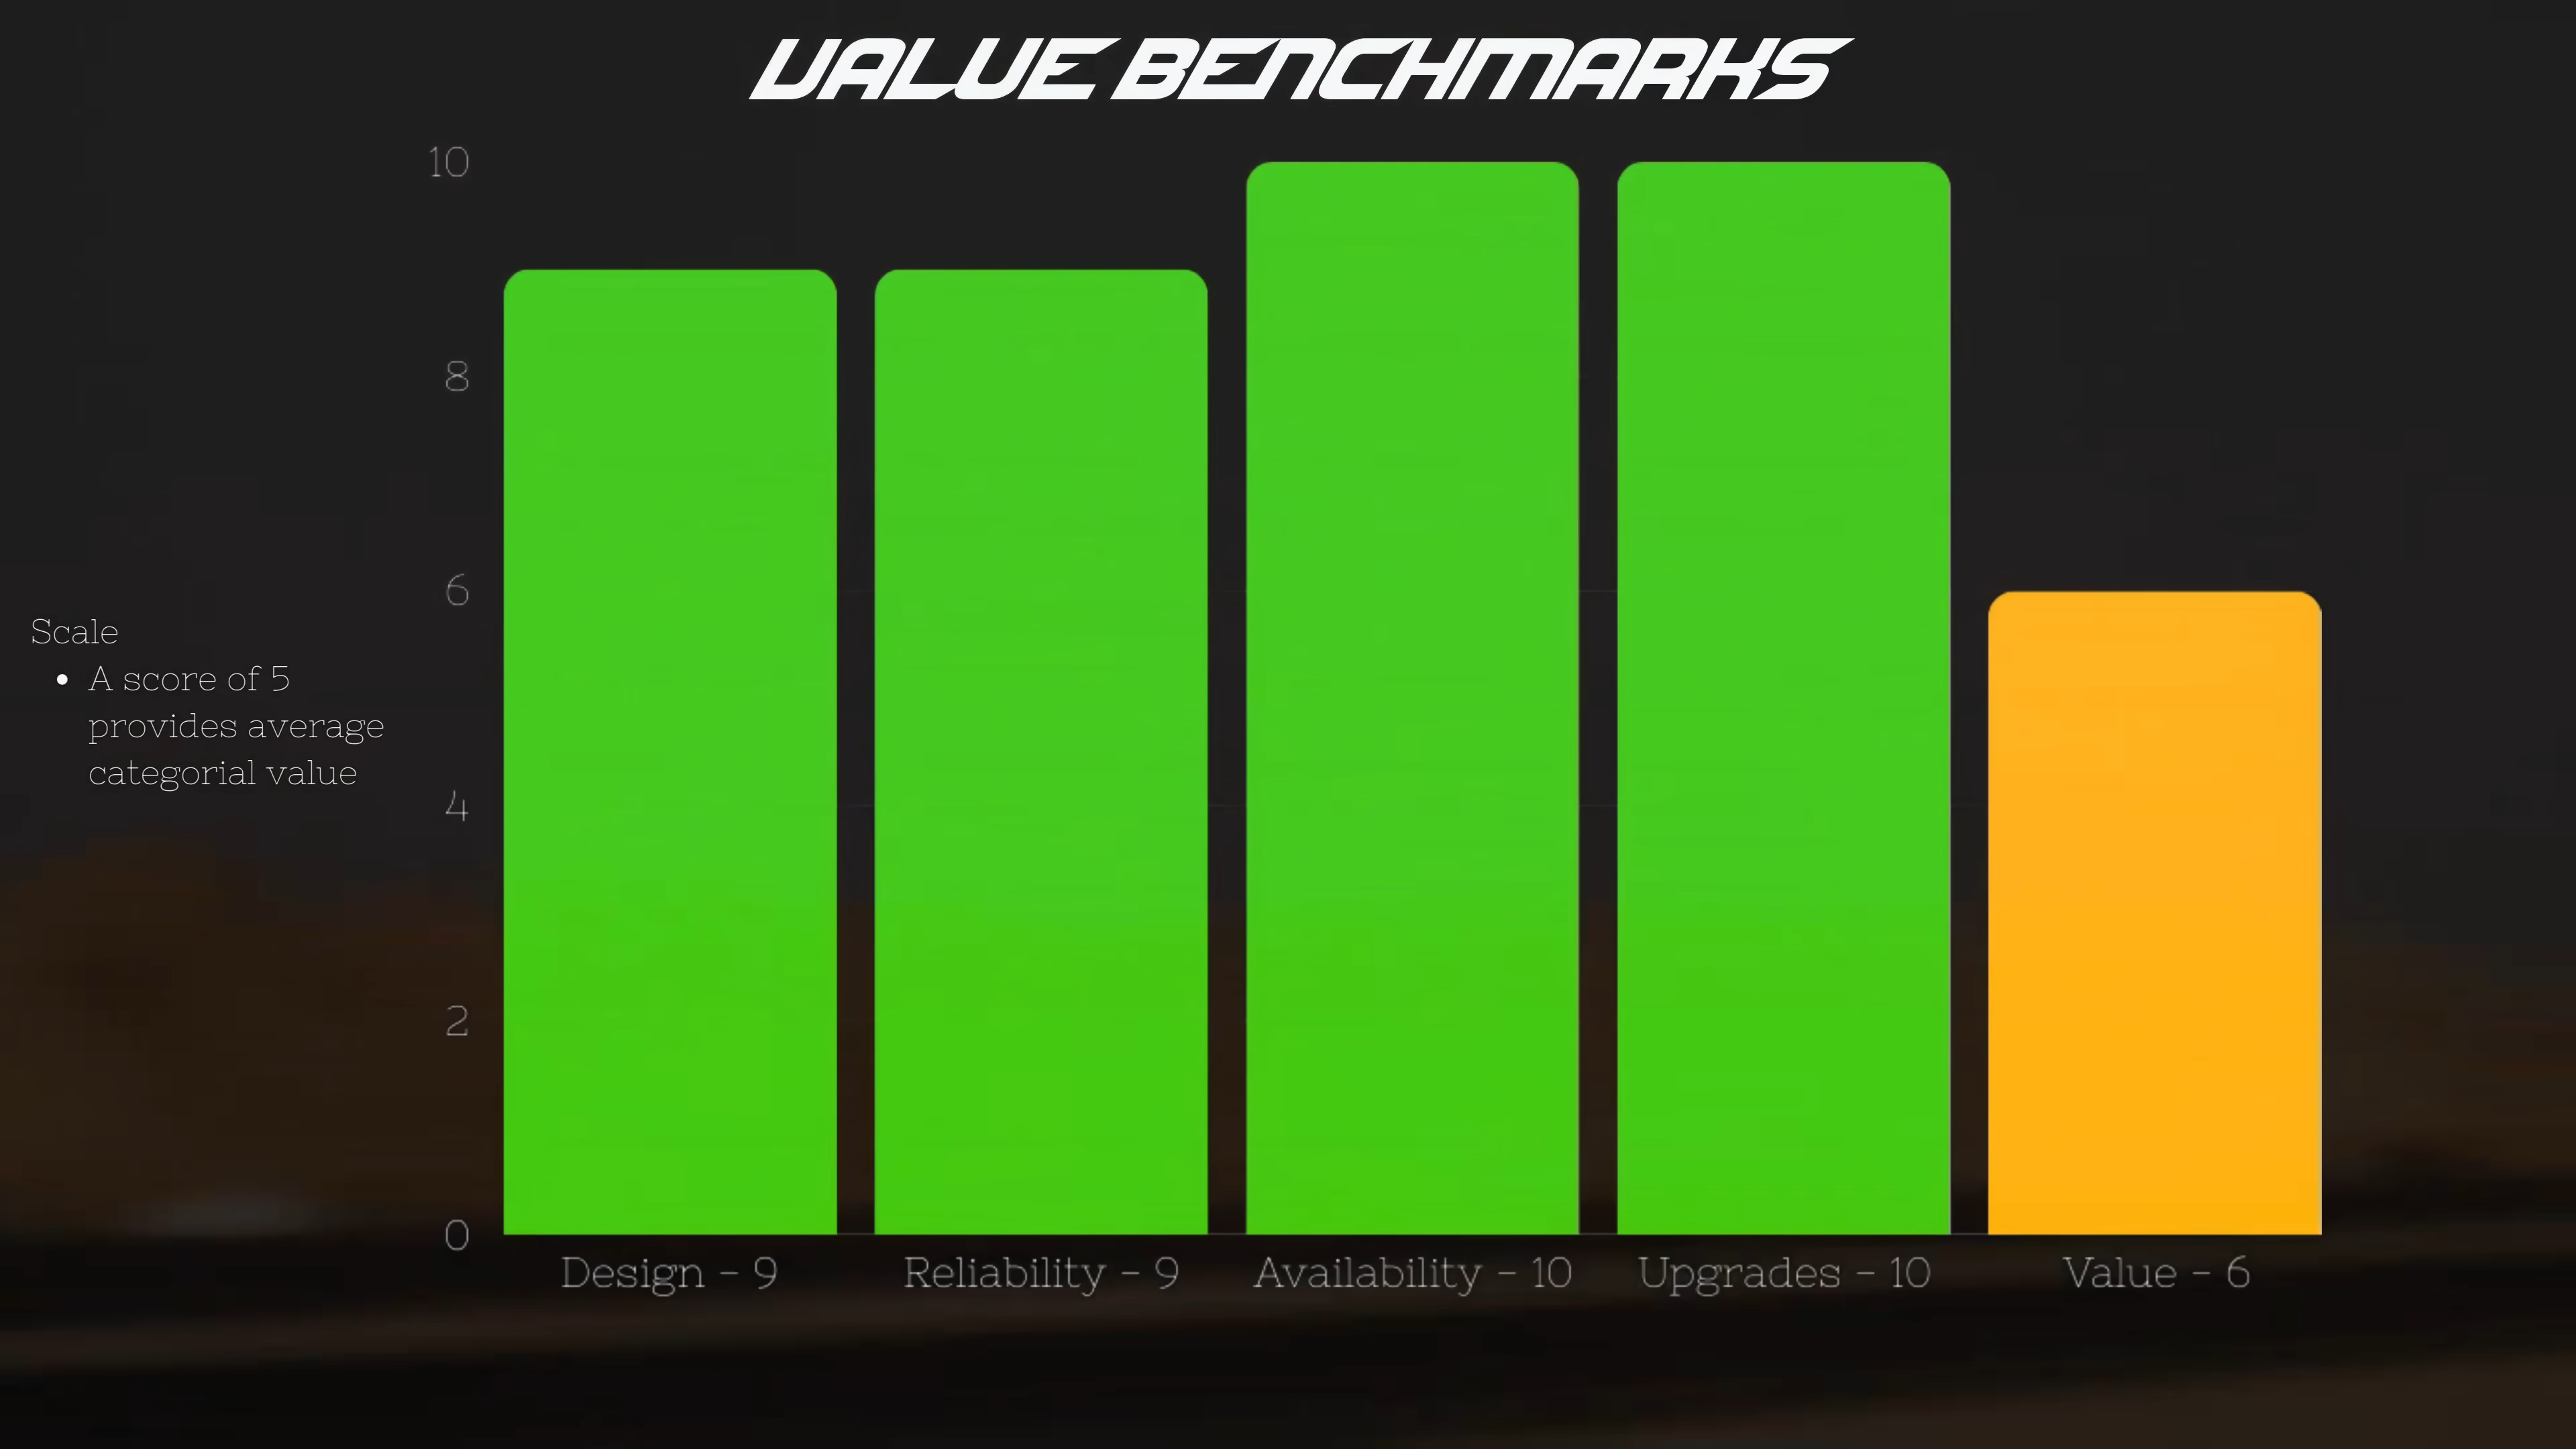 VALUE BENCHMARKS
10
8
6
4
2
0
Scale
• A score of 5
provides average
categorial value
Design - 9
Reliability - 9
Availability - 10
Upgrades - 10
Value - 6